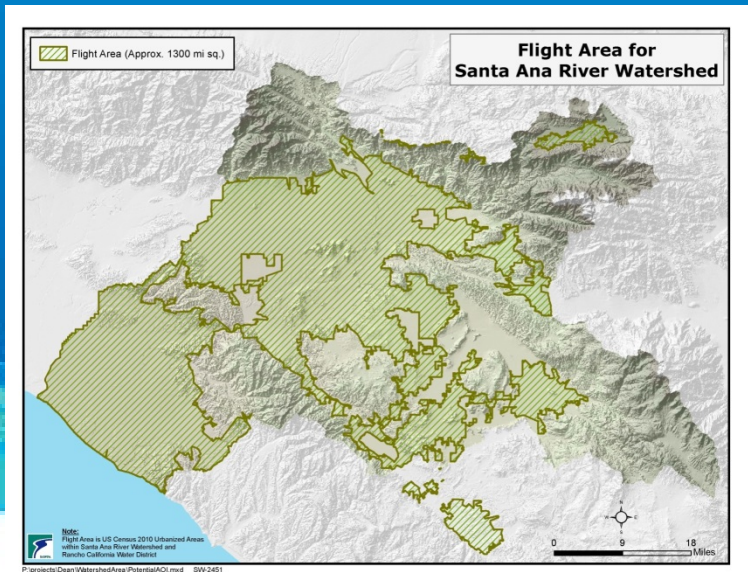 Flight Area (Approx. 1300 mi sq.)
Flight Area for
Santa Ana River Watershed
N
W
E
S
0
9
18
Miles
Note:
Flight Area is US Census 2010 Urbanized Areas
within Santa Ana River Watershed and
Rancho California Water District
P:\projects\Dean\WatershedArea\PotentialAOI.mxd SW-2451